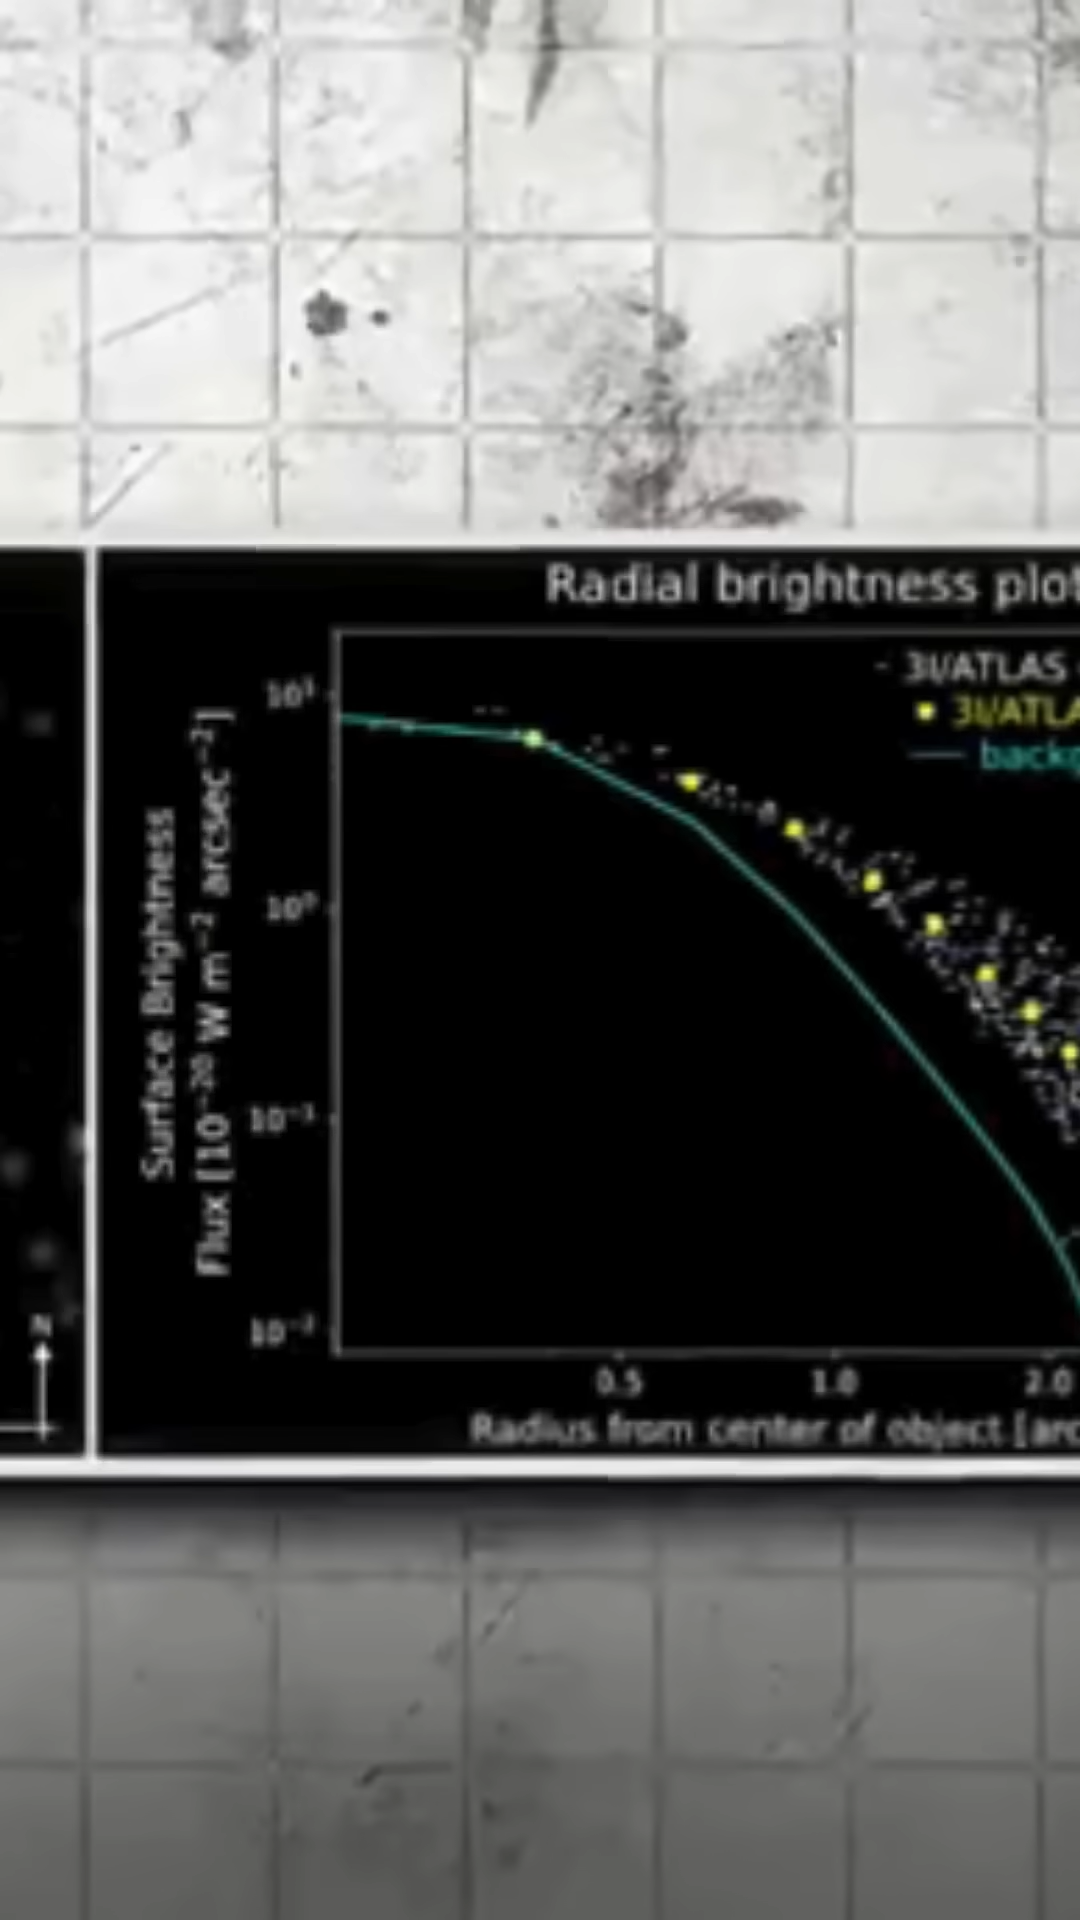 Radial brightness plot
3I/ATLAS
3I/ATLA
backg
10¹
10⁰
10⁻¹
10⁻²
Surface Brightness
Flux [10⁻²⁰ W m⁻² arcsec⁻²]
0.5 1.0 2.0
Radius from center of object [arc
N